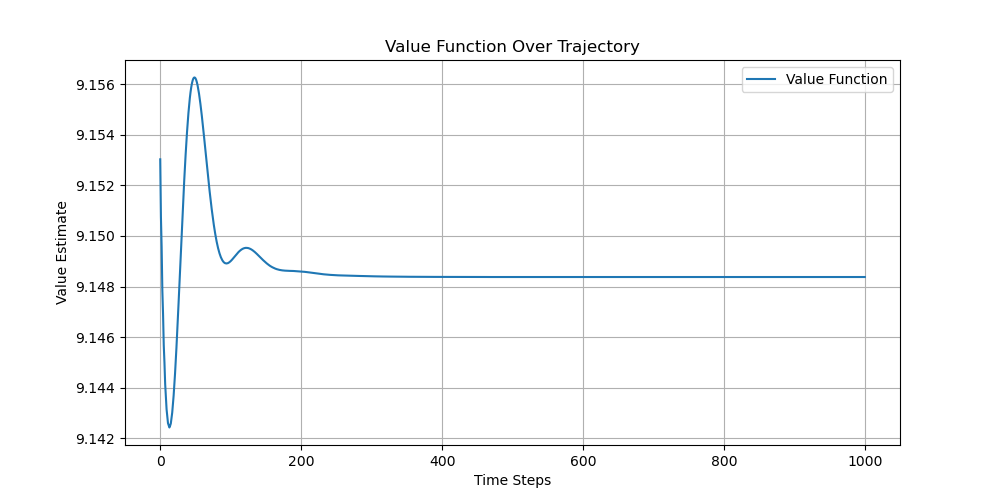 Value Function Over Trajectory
Value Function
9.156
9.154
9.152
9.150
9.148
9.146
9.144
9.142
Value Estimate
0 200 400 600 800 1000
Time Steps